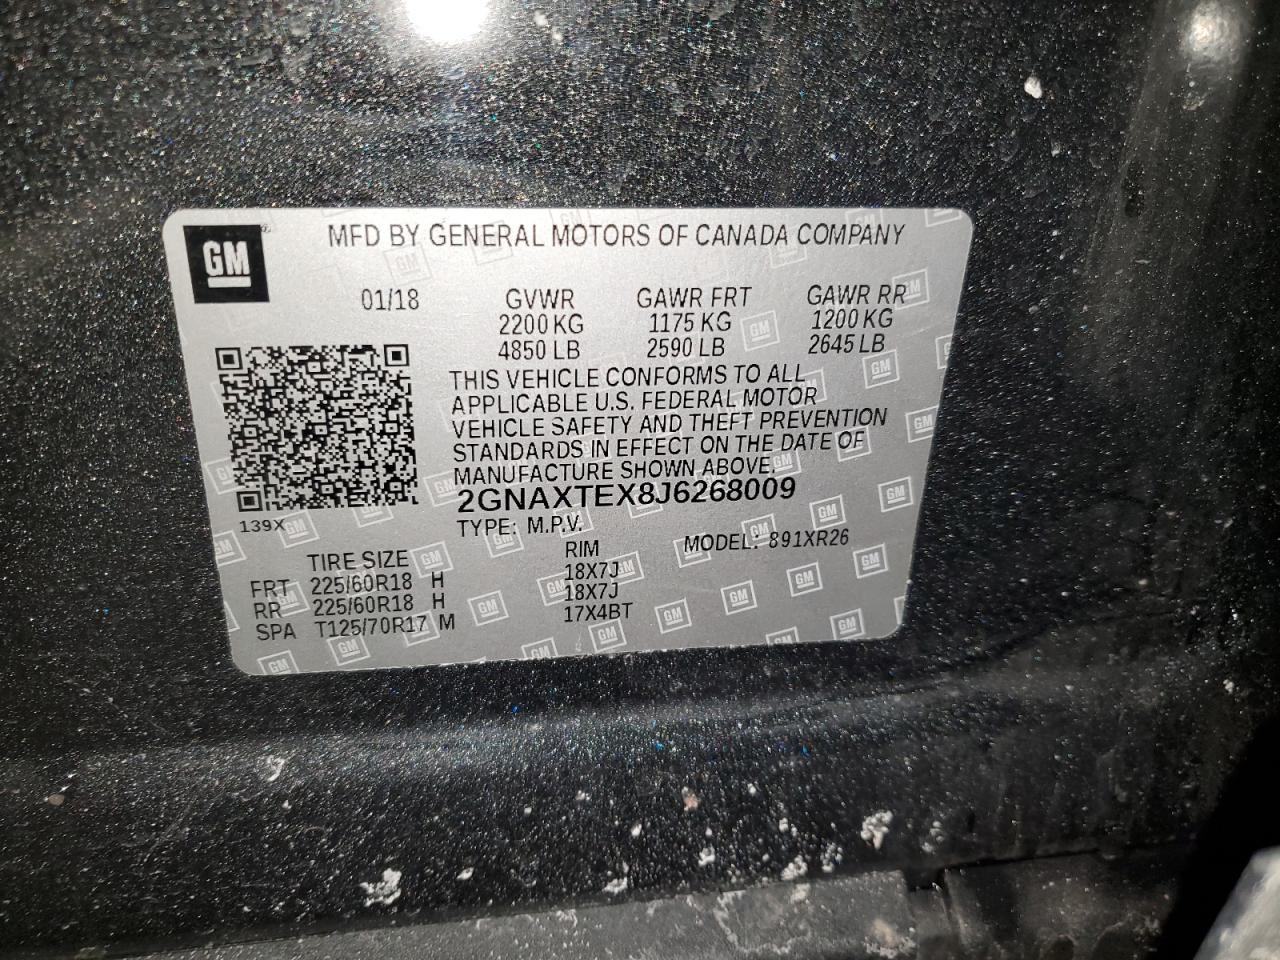 GM
MFD BY GENERAL MOTORS OF CANADA COMPANY
01/18 GVWR GAWR FRT GAWR RR
2200 KG 1175 KG 1200 KG
4850 LB 2590 LB 2645 LB
THIS VEHICLE CONFORMS TO ALL
APPLICABLE U.S. FEDERAL MOTOR
VEHICLE SAFETY AND THEFT PREVENTION
STANDARDS IN EFFECT ON THE DATE OF
MANUFACTURE SHOWN ABOVE.
2GNAXTEX8J6268009
139X
TYPE: M.P.V. MODEL: 891XR26
TIRE SIZE RIM
FRT 225/60R18 H 18X7J
RR 225/60R18 H 18X7J
SPA T125/70R17 M 17X4BT